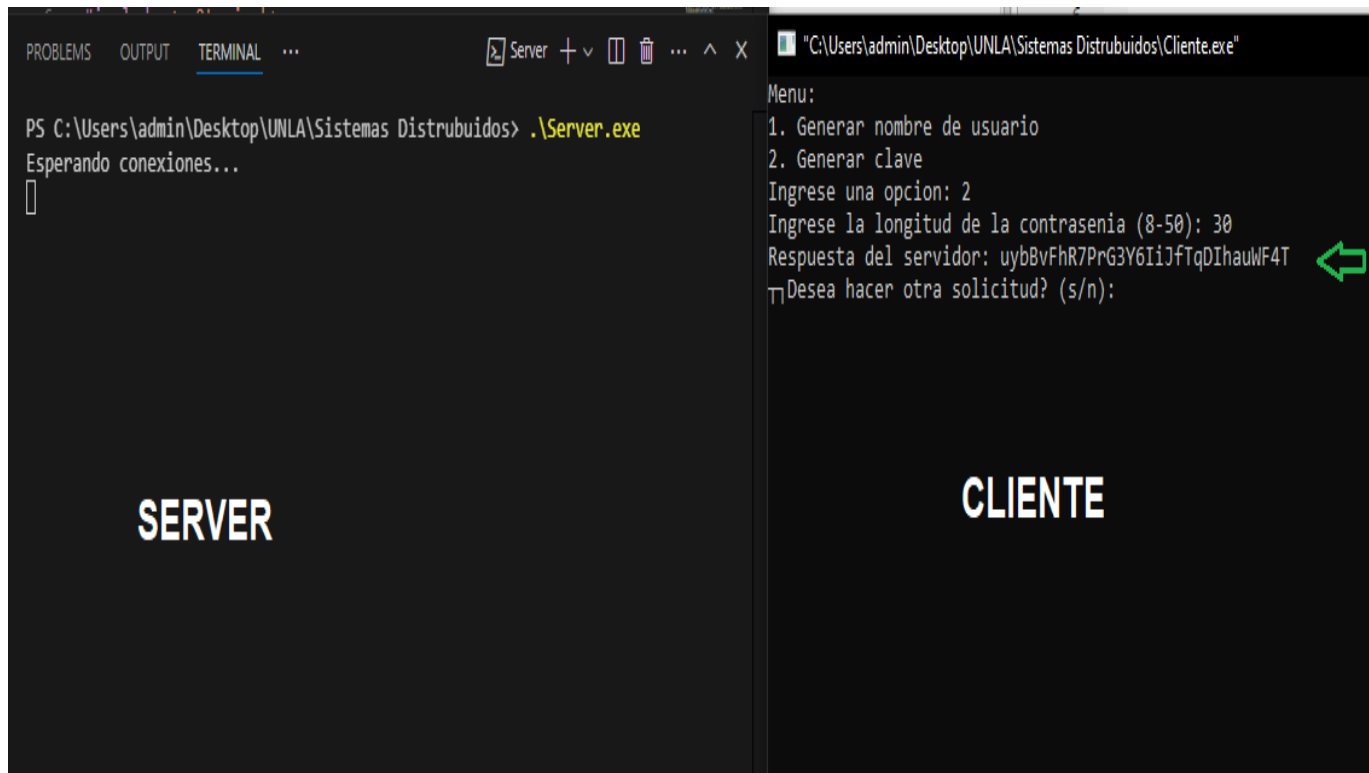 PROBLEMS OUTPUT TERMINAL ... Server
PS C:\Users\admin\Desktop\UNLA\Sistemas Distrubuidos> .\Server.exe
Esperando conexiones...
SERVER
"C:\Users\admin\Desktop\UNLA\Sistemas Distrubuidos\Cliente.exe"
Menu:
1. Generar nombre de usuario
2. Generar clave
Ingrese una opcion: 2
Ingrese la longitud de la contrasenia (8-50): 30
Respuesta del servidor: uybBvFhR7PrG3Y6IiJfTqDIhauWF4T
┬┐Desea hacer otra solicitud? (s/n):
CLIENTE